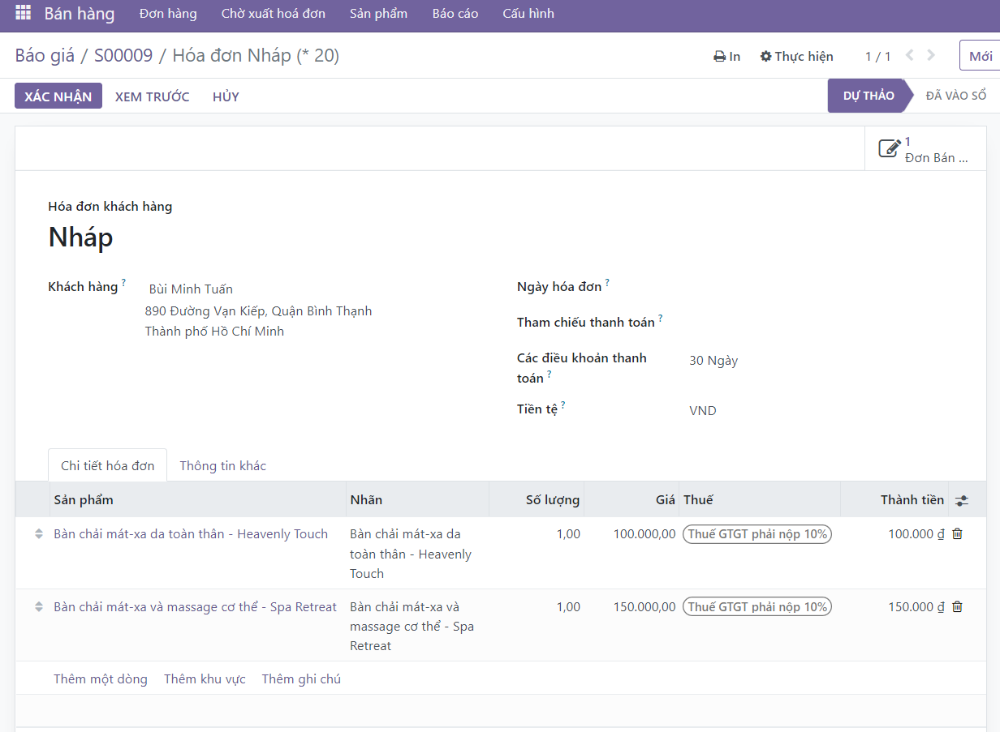 Bán hàng Đơn hàng Chờ xuất hoá đơn Sản phẩm Báo cáo Cấu hình
Báo giá / S00009 / Hóa đơn Nháp (* 20) In Thực hiện 1 / 1 Mới
XÁC NHẬN XEM TRƯỚC HỦY DỰ THẢO ĐÃ VÀO SỔ
1
Đơn Bán ...
Hóa đơn khách hàng
Nháp
Khách hàng ? Bùi Minh Tuấn
890 Đường Vạn Kiếp, Quận Bình Thạnh
Thành phố Hồ Chí Minh
Ngày hóa đơn ?
Tham chiếu thanh toán ?
Các điều khoản thanh
toán ? 30 Ngày
Tiền tệ ? VND
Chi tiết hóa đơn Thông tin khác
Sản phẩm Nhãn Số lượng Giá Thuế Thành tiền
Bàn chải mát-xa da toàn thân - Heavenly Touch Bàn chải mát-xa da 1,00 100.000,00 Thuế GTGT phải nộp 10% 100.000 ₫
toàn thân - Heavenly
Touch
Bàn chải mát-xa và massage cơ thể - Spa Retreat Bàn chải mát-xa và 1,00 150.000,00 Thuế GTGT phải nộp 10% 150.000 ₫
massage cơ thể - Spa
Retreat
Thêm một dòng Thêm khu vực Thêm ghi chú